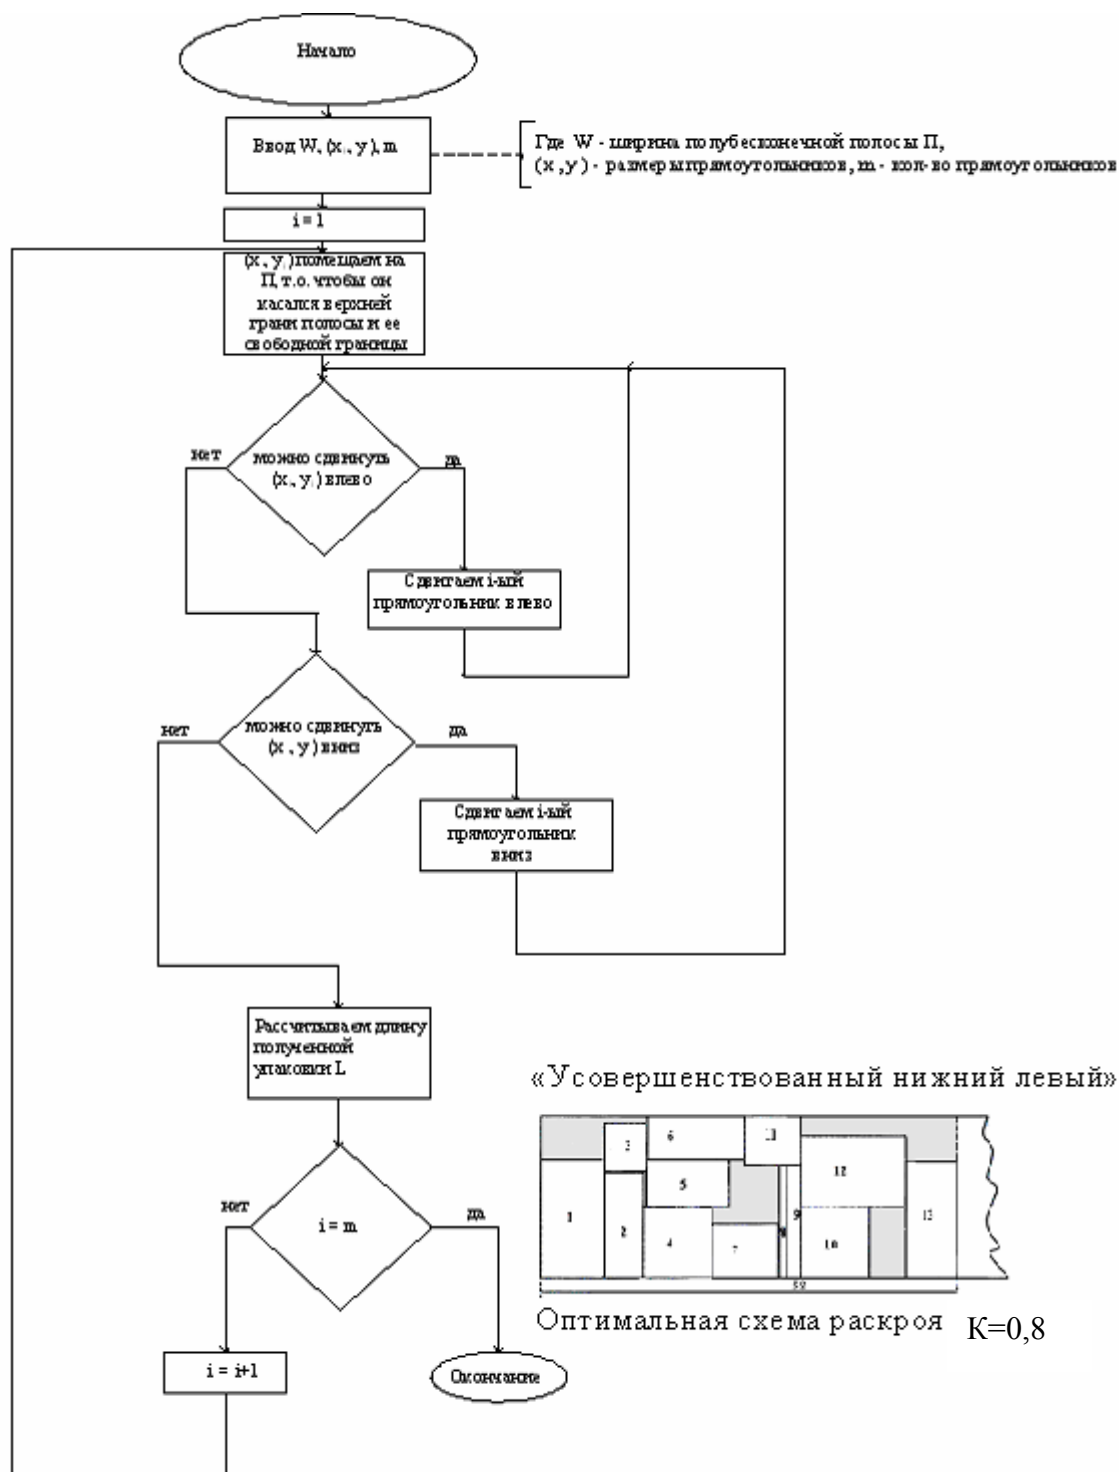 Начало
Ввод W, (x, y), m
Где W - ширина полубесконечной полосы П,
(x, y) - размеры прямоугольников, m - кол-во прямоугольников
i = 1
(x, y) помещаем на
П, т.о. чтобы он
касался верхней
грани полосы и ее
свободной границы
нет
можно сдвинуть
(x, y) влево
да
Сдвигаем i-ый
прямоугольник влево
нет
можно сдвинуть
(x, y) вниз
да
Сдвигаем i-ый
прямоугольник
вниз
Рассчитываем длину
полученной
упаковки L
«Усовершенствованный нижний левый»
1
2
3
4
5
6
7
8
9
10
11
12
13
нет
i = m
да
Оптимальная схема раскроя
K=0,8
i = i+1
Окончание